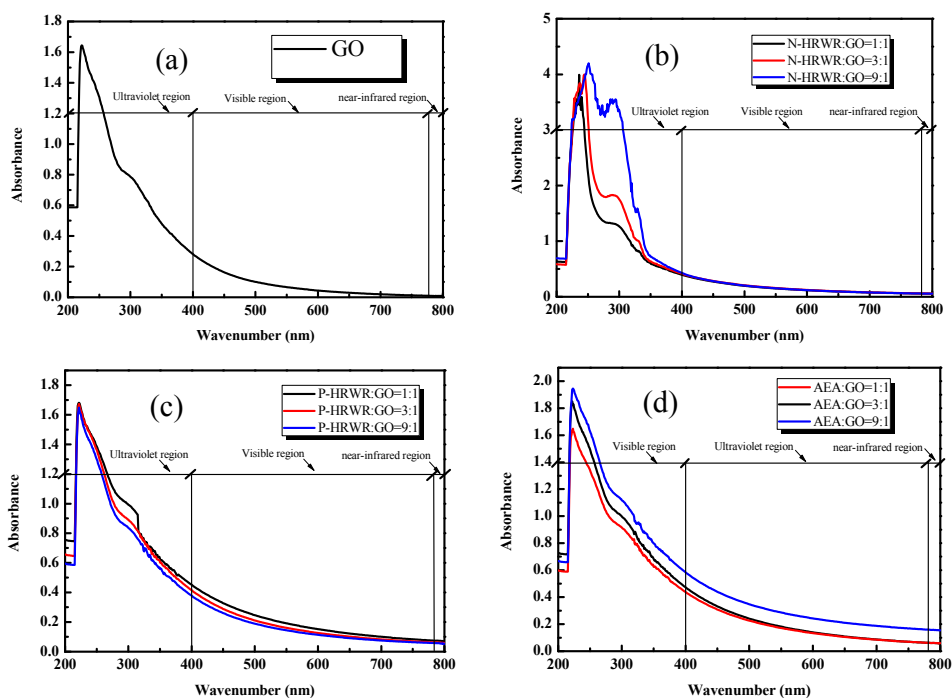 (a)
GO
Ultraviolet region
Visible region
near-infrared region
Absorbance
1.8
1.6
1.4
1.2
1.0
0.8
0.6
0.4
0.2
0.0
200 300 400 500 600 700 800
Wavenumber (nm)
(b)
N-HRWR:GO=1:1
N-HRWR:GO=3:1
N-HRWR:GO=9:1
Ultraviolet region
Visible region
near-infrared region
Absorbance
5
4
3
2
1
0
200 300 400 500 600 700 800
Wavenumber (nm)
(c)
P-HRWR:GO=1:1
P-HRWR:GO=3:1
P-HRWR:GO=9:1
Ultraviolet region
Visible region
near-infrared region
Absorbance
1.8
1.6
1.4
1.2
1.0
0.8
0.6
0.4
0.2
0.0
200 300 400 500 600 700 800
Wavenumber (nm)
(d)
AEA:GO=1:1
AEA:GO=3:1
AEA:GO=9:1
Visible region
Ultraviolet region
near-infrared region
Absorbance
2.0
1.8
1.6
1.4
1.2
1.0
0.8
0.6
0.4
0.2
0.0
200 300 400 500 600 700 800
Wavenumber (nm)